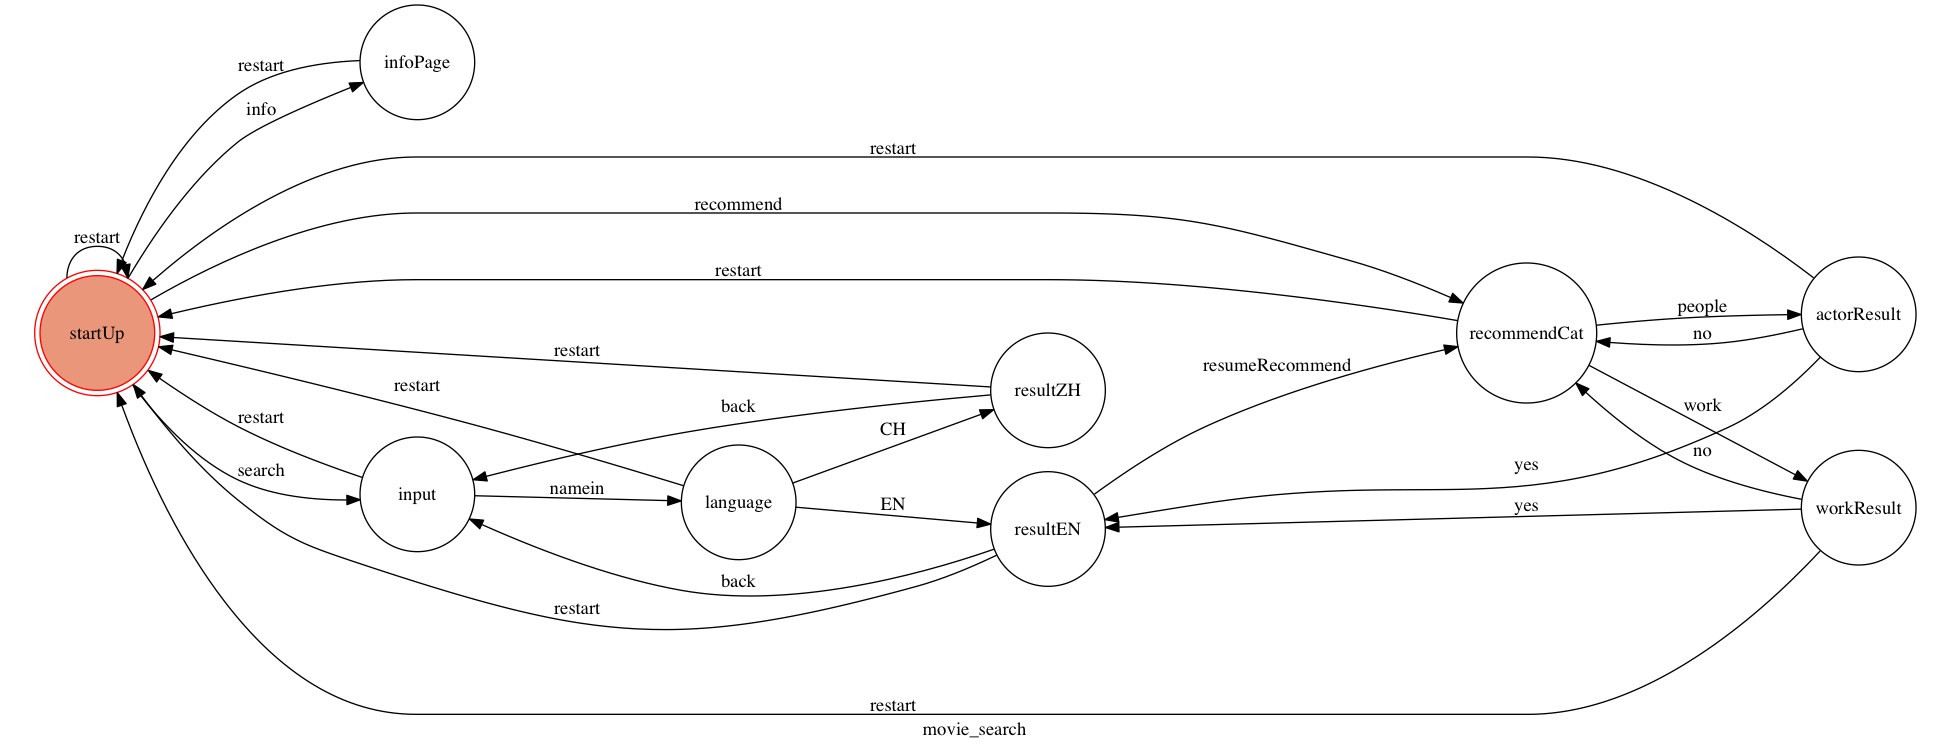 infoPage
restart
info
restart
recommend
restart
restart
people
actorResult
no
startUp
recommendCat
restart
resumeRecommend
restart
back
resultZH
work
restart
CH
no
search
yes
input
namein
language
EN
yes
workResult
resultEN
back
restart
restart
movie_search